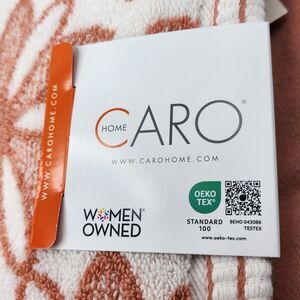 WWW.CAROHOME.COM
HOME
CARO®
WWW.CAROHOME.COM
WOMEN
OWNED
OEKO
TEX®
STANDARD
100
BEHO 043086
TESTEX
www.oeko-tex.com